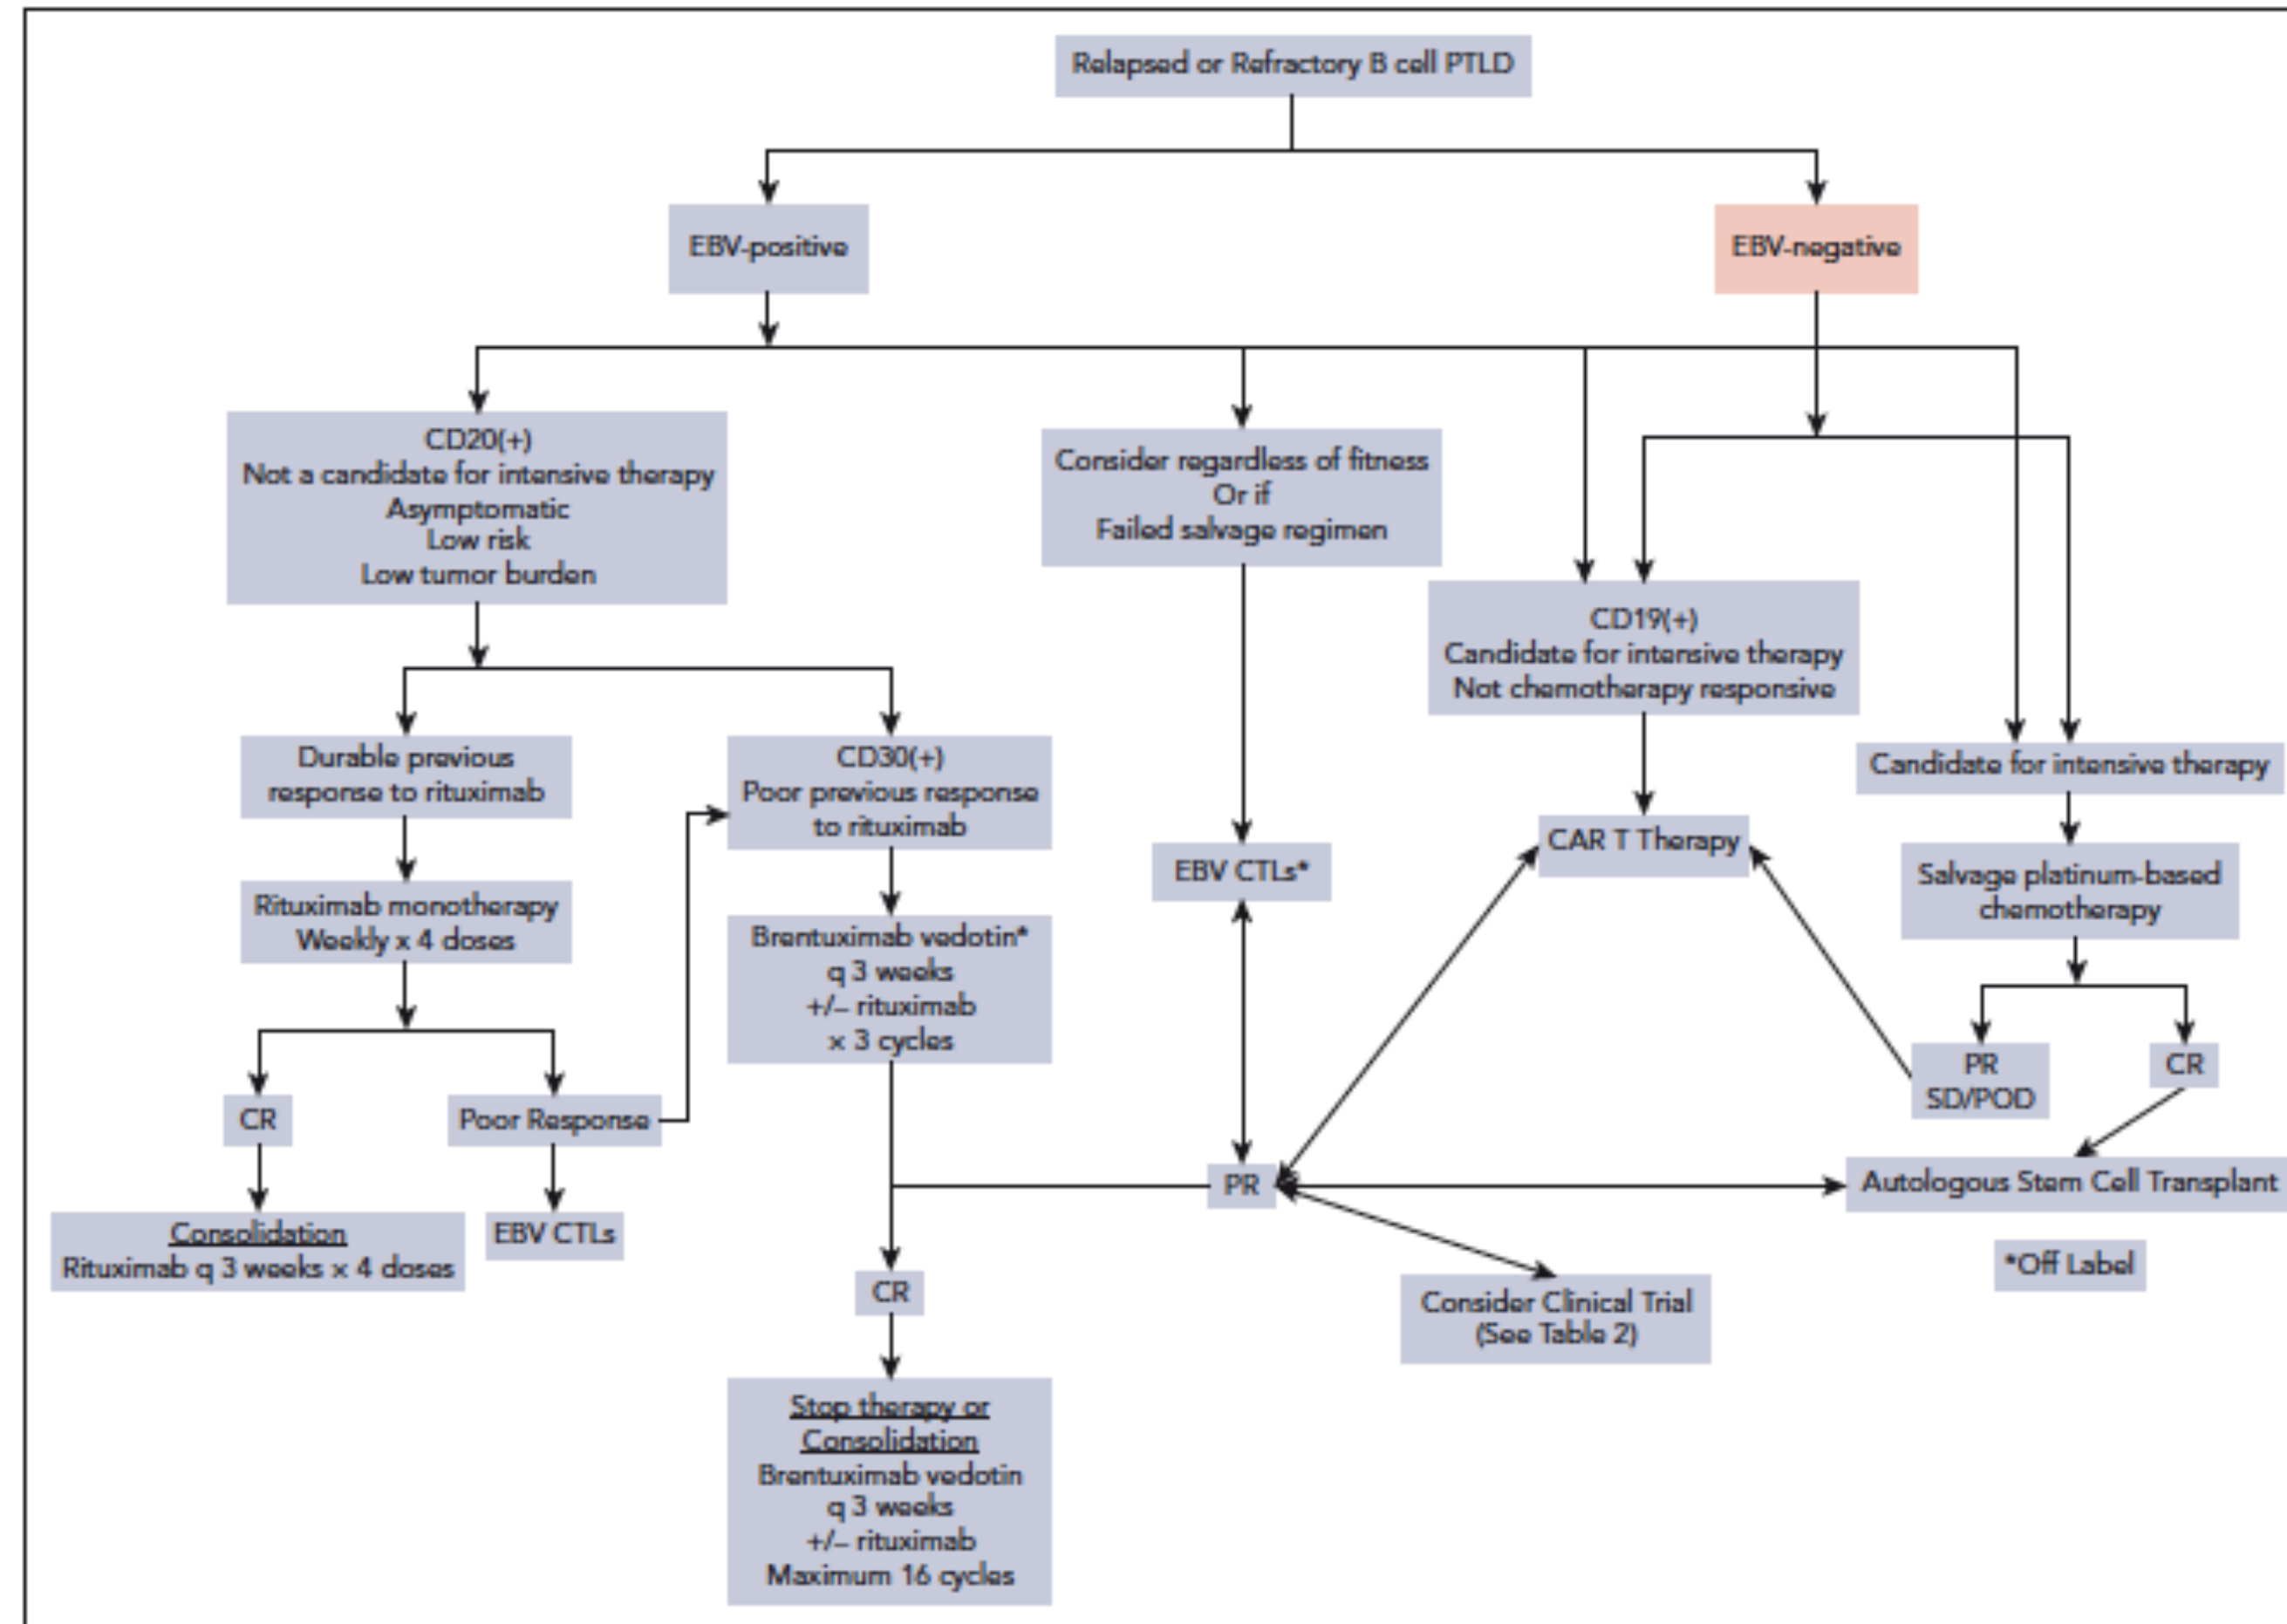 Relapsed or Refractory B cell PTLD
EBV-positive
EBV-negative
CD20(+)
Not a candidate for intensive therapy
Asymptomatic
Low risk
Low tumor burden
Consider regardless of fitness
Or if
Failed salvage regimen
CD19(+)
Candidate for intensive therapy
Not chemotherapy responsive
Candidate for intensive therapy
Durable previous
response to rituximab
CD30(+)
Poor previous response
to rituximab
EBV CTLs*
CAR T Therapy
Salvage platinum-based
chemotherapy
Rituximab monotherapy
Weekly x 4 doses
Brentuximab vedotin*
q 3 weeks
+/– rituximab
× 3 cycles
PR
SD/POD
CR
CR
Poor Response
PR
Autologous Stem Cell Transplant
Consolidation
Rituximab q 3 weeks × 4 doses
EBV CTLs
*Off Label
CR
Consider Clinical Trial
(See Table 2)
Stop therapy or
Consolidation
Brentuximab vedotin
q 3 weeks
+/– rituximab
Maximum 16 cycles